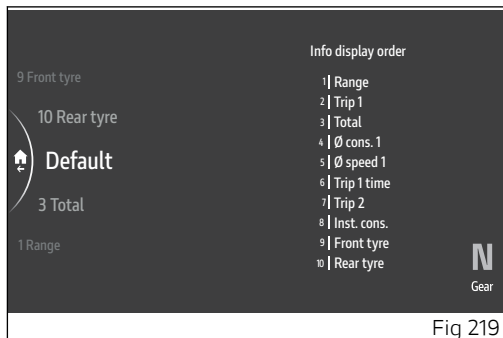 9 Front tyre
10 Rear tyre
Default
3 Total
1 Range
Info display order
1 Range
2 Trip 1
3 Total
4 Ø cons. 1
5 Ø speed 1
6 Trip 1 time
7 Trip 2
8 Inst. cons.
9 Front tyre
10 Rear tyre
N
Gear
Fig 219